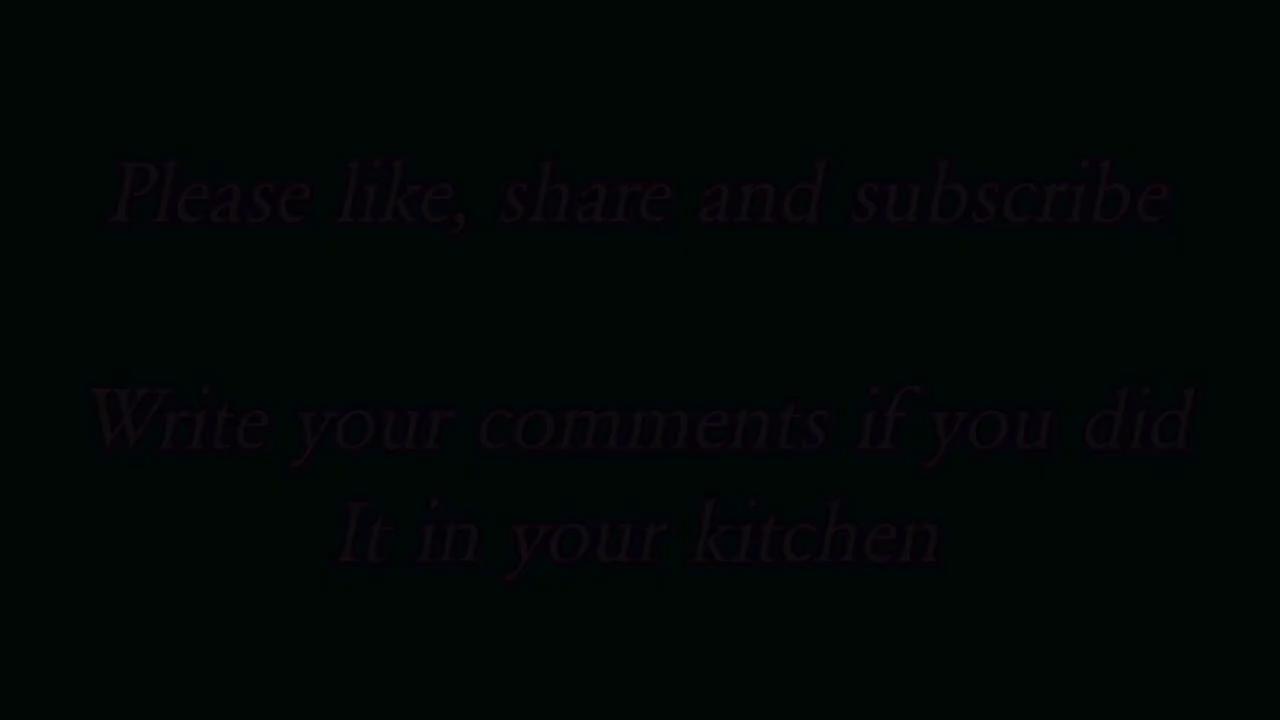 Please like, share and subscribe
Write your comments if you did
It in your kitchen